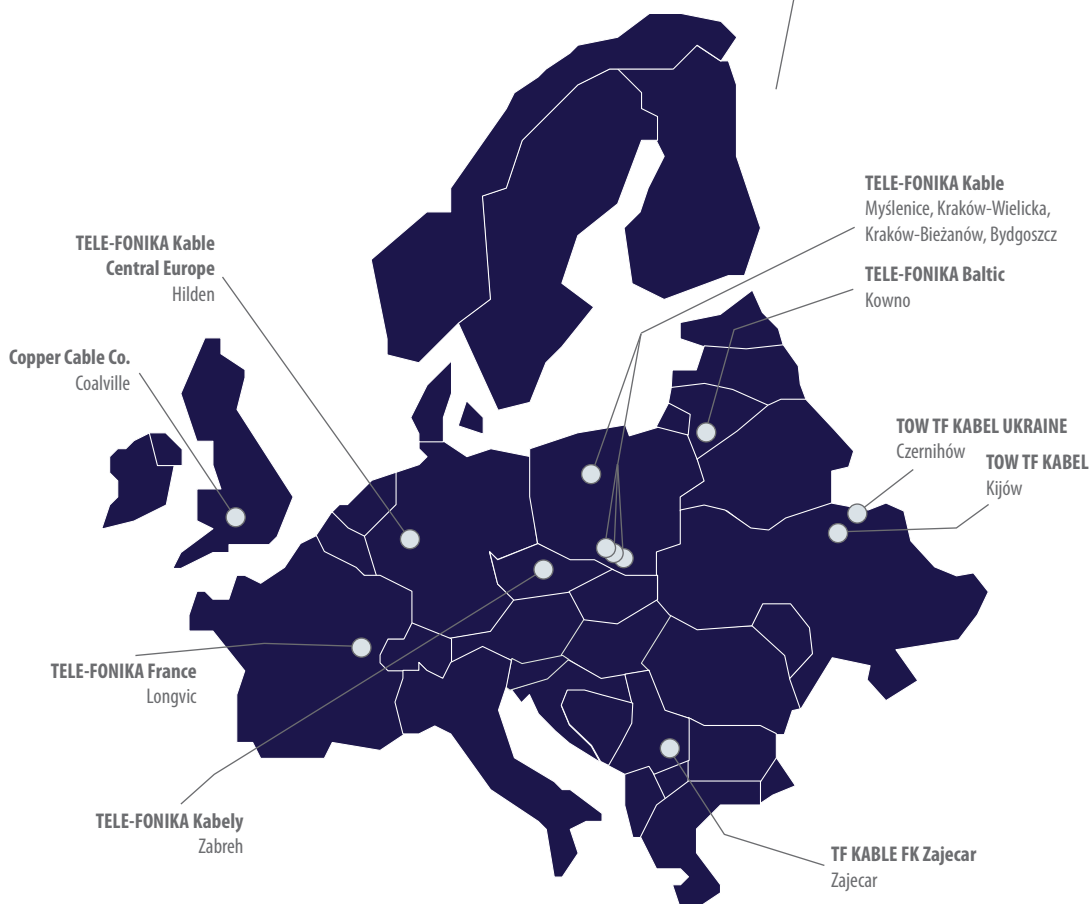 TELE-FONIKA Kable
Myślenice, Kraków-Wielicka,
Kraków-Bieżanów, Bydgoszcz
TELE-FONIKA Kable
Central Europe
Hilden
TELE-FONIKA Baltic
Kowno
Copper Cable Co.
Coalville
TOW TF KABEL UKRAINE
Czernihów
TOW TF KABEL
Kijów
TELE-FONIKA France
Longvic
TELE-FONIKA Kabely
Zabreh
TF KABLE FK Zajecar
Zajecar